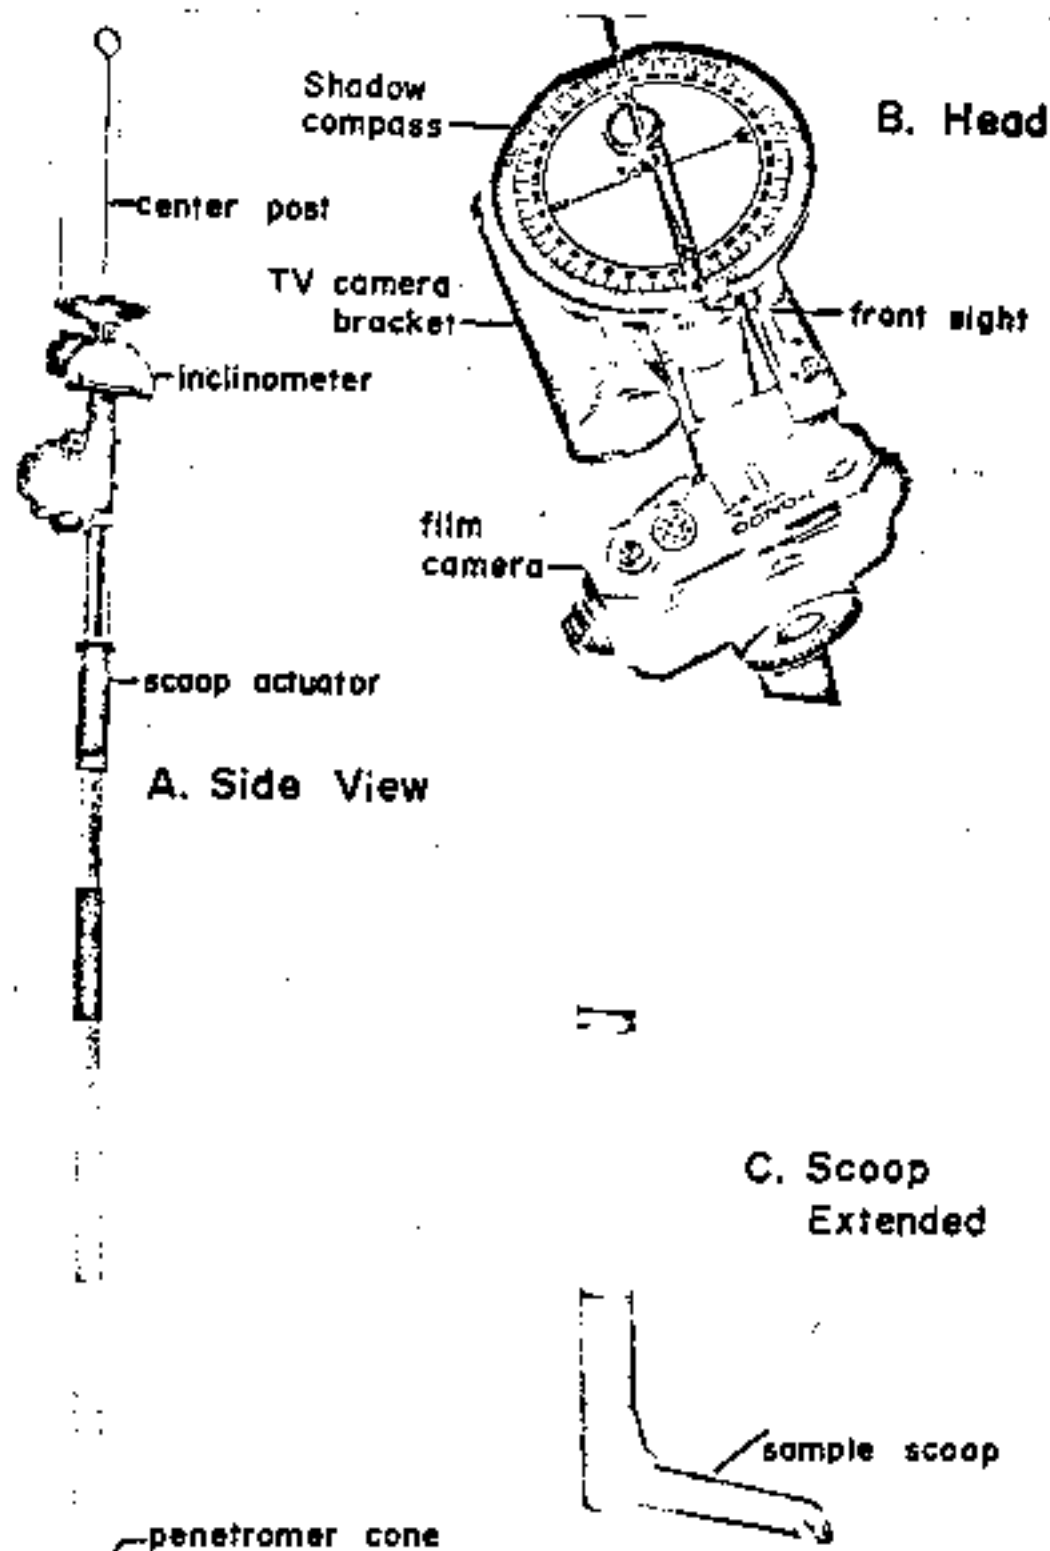 Shadow
compass
B. Head
center post
TV camera
bracket
front sight
inclinometer
film
camera
scoop actuator
A. Side View
C. Scoop
Extended
sample scoop
penetromer cone